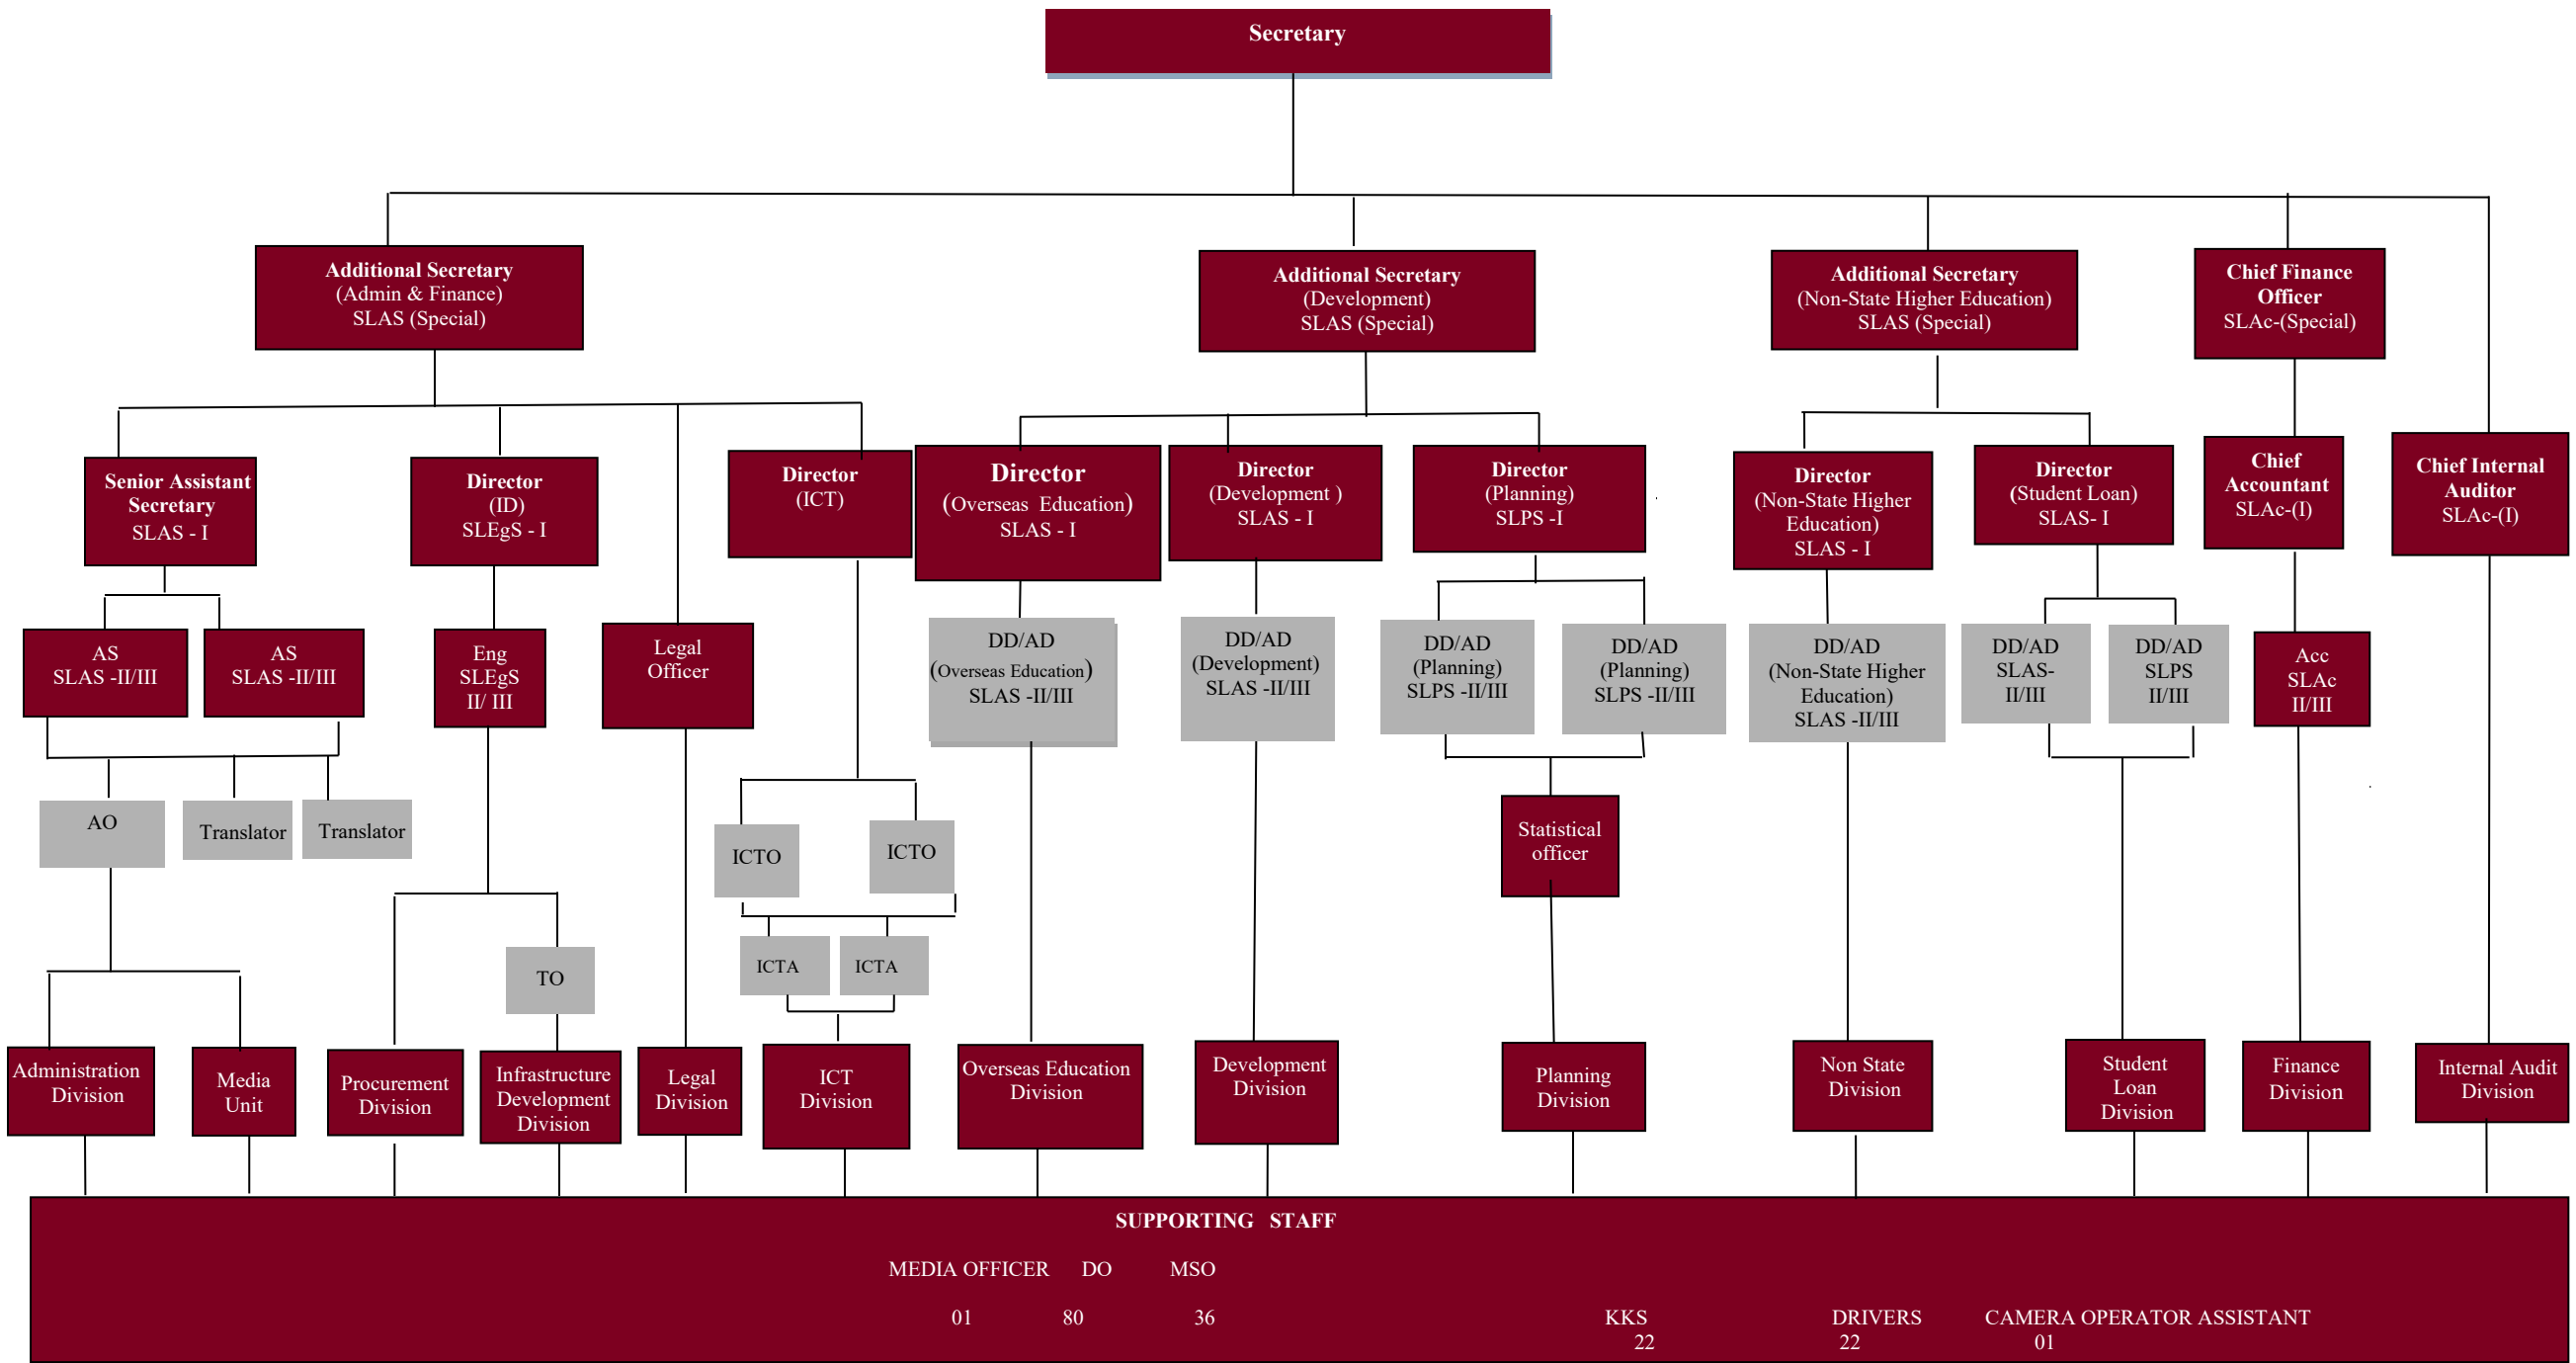 Secretary
Additional Secretary
(Admin & Finance)
SLAS (Special)
Additional Secretary
(Development)
SLAS (Special)
Additional Secretary
(Non-State Higher Education)
SLAS (Special)
Chief Finance
Officer
SLAc-(Special)
Senior Assistant
Secretary
SLAS - I
Director
(ID)
SLEgS - I
Director
(ICT)
Director
(Overseas Education)
SLAS - I
Director
(Development )
SLAS - I
Director
(Planning)
SLPS -I
Director
(Non-State Higher
Education)
SLAS - I
Director
(Student Loan)
SLAS- I
Chief
Accountant
SLAc-(I)
Chief Internal
Auditor
SLAc-(I)
AS
SLAS -II/III
AS
SLAS -II/III
Eng
SLEgS
II/ III
Legal
Officer
DD/AD
(Overseas Education)
SLAS -II/III
DD/AD
(Development)
SLAS -II/III
DD/AD
(Planning)
SLPS -II/III
DD/AD
(Planning)
SLPS -II/III
DD/AD
(Non-State Higher
Education)
SLAS -II/III
DD/AD
SLAS-
II/III
DD/AD
SLPS
II/III
Acc
SLAc
II/III
AO
Translator
Translator
ICTO
ICTO
Statistical
officer
TO
ICTA
ICTA
Administration
Division
Media
Unit
Procurement
Division
Infrastructure
Development
Division
Legal
Division
ICT
Division
Overseas Education
Division
Development
Division
Planning
Division
Non State
Division
Student
Loan
Division
Finance
Division
Internal Audit
Division
SUPPORTING STAFF
MEDIA OFFICER DO MSO
01 80 36
KKS DRIVERS CAMERA OPERATOR ASSISTANT
22 22 01